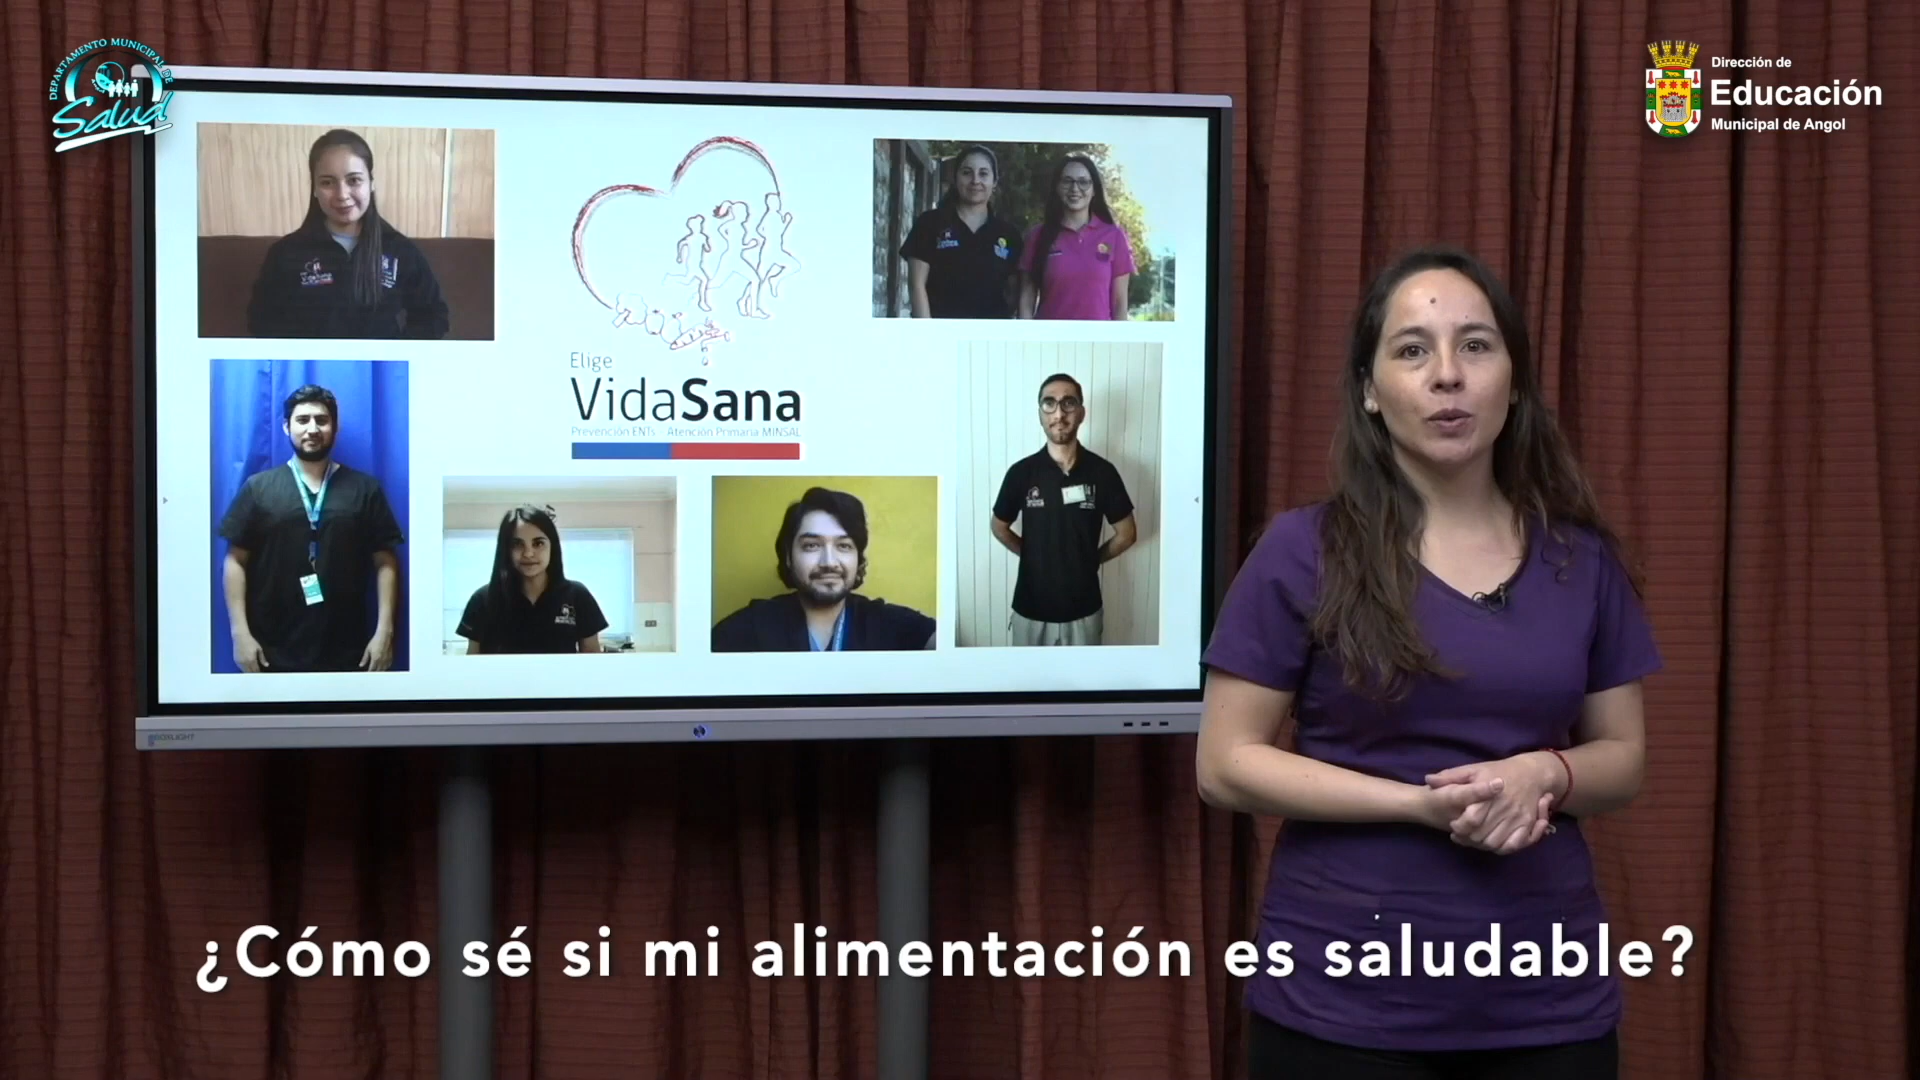 DEPARTAMENTO MUNICIPAL DE
Salud
Dirección de
Educación
Municipal de Angol
Elige
VidaSana
Prevención ENTs - Atención Primaria MINSAL
BOXLIGHT
¿Cómo sé si mi alimentación es saludable?